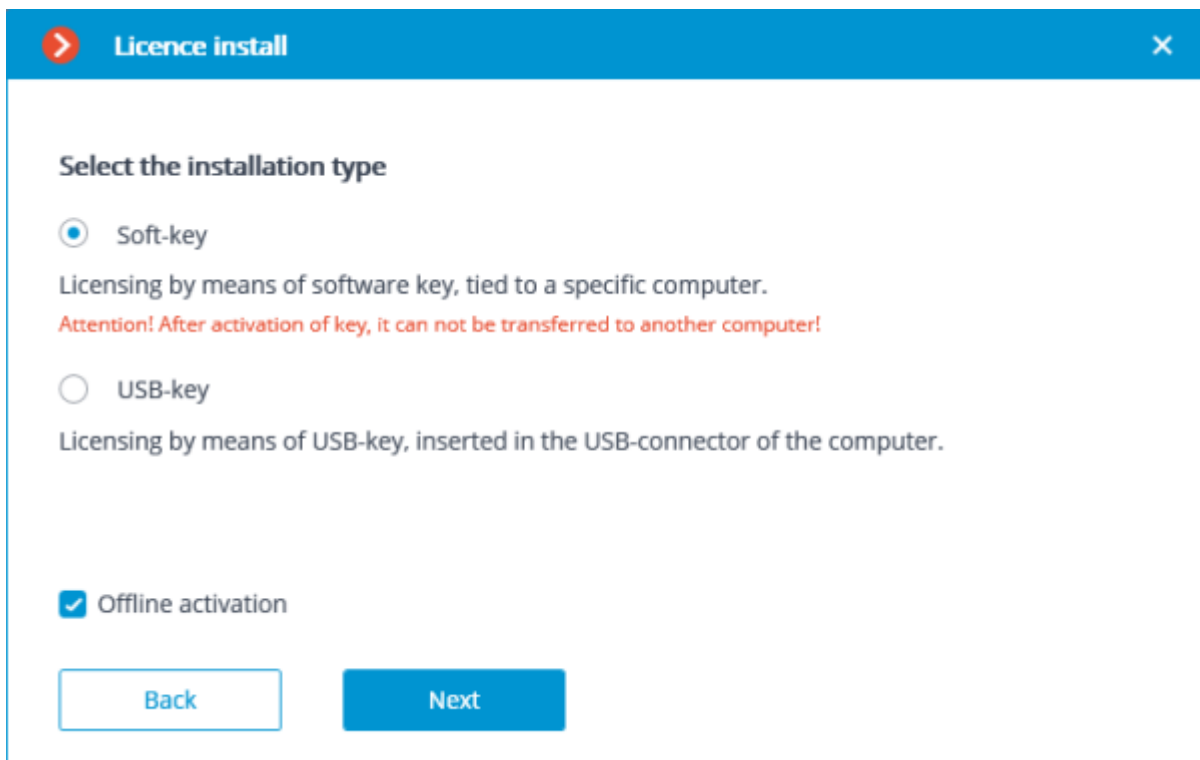 Licence install
Select the installation type
Soft-key
Licensing by means of software key, tied to a specific computer.
Attention! After activation of key, it can not be transferred to another computer!
USB-key
Licensing by means of USB-key, inserted in the USB-connector of the computer.
Offline activation
Back
Next